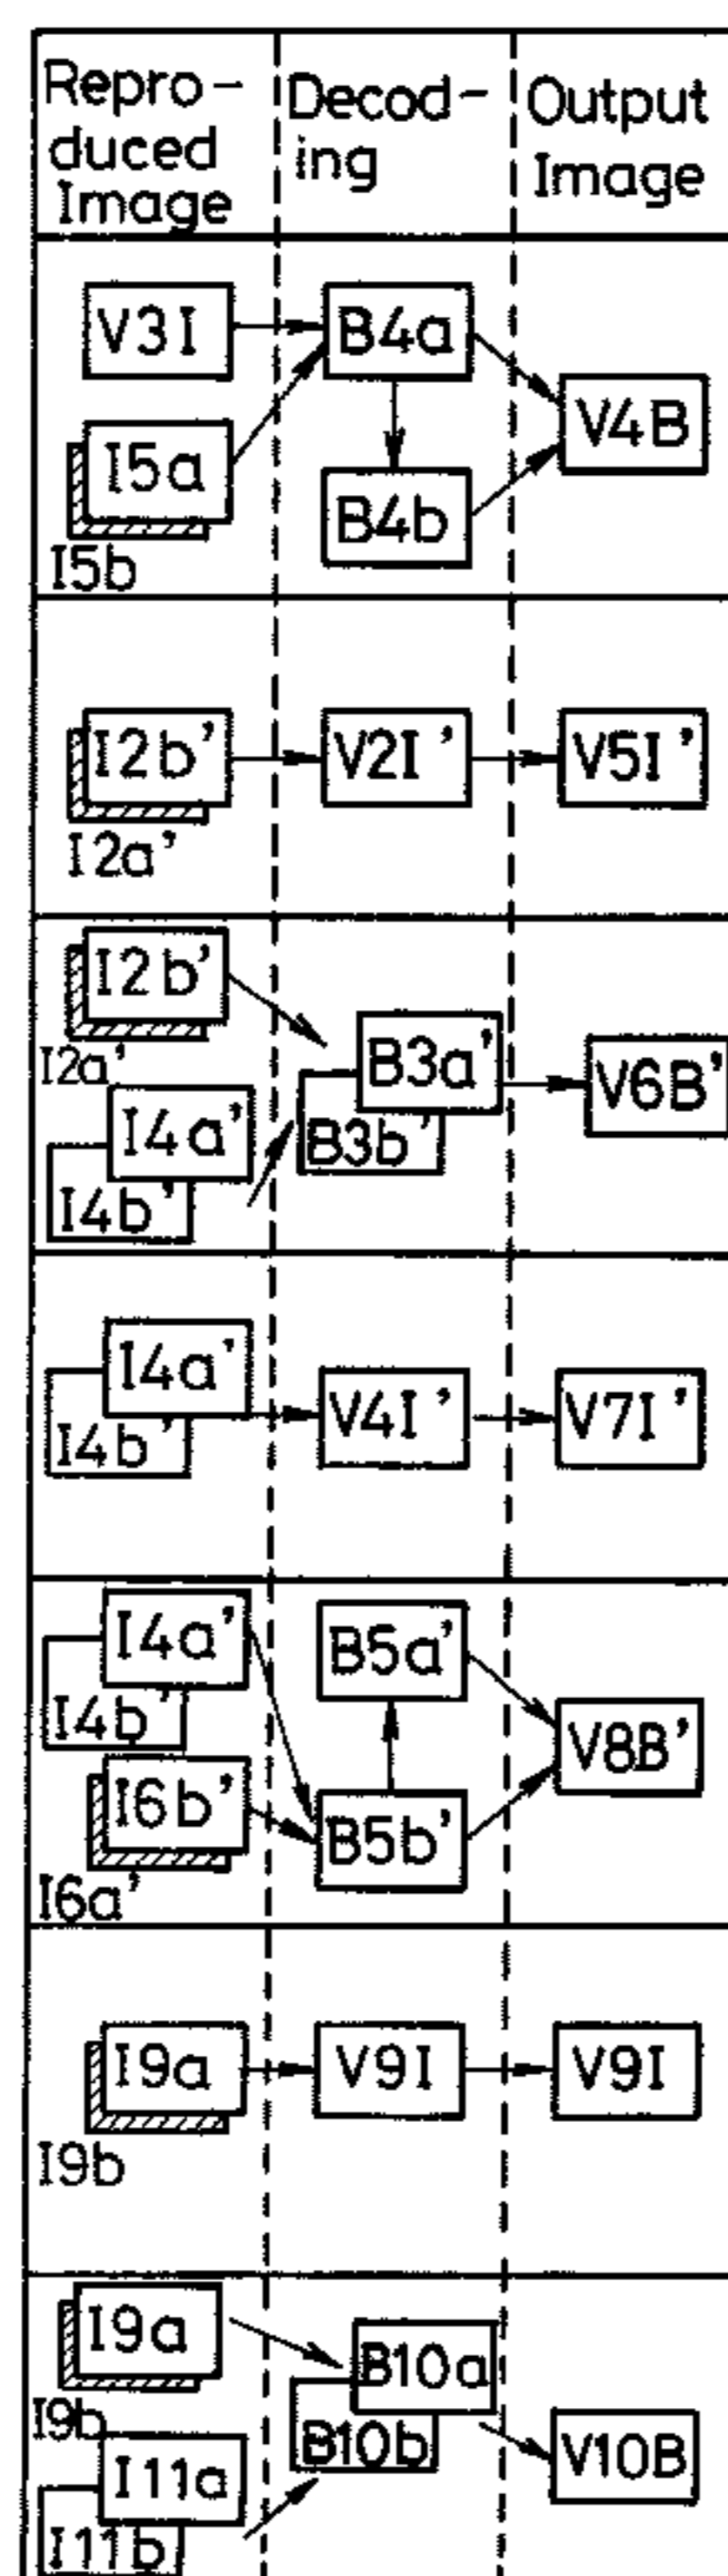 Repro-
duced
Image
Decod-
ing
Output
Image
V3I
B4a
V4B
I5a
B4b
I5b
I2b'
V2I'
V5I'
I2a'
I2b'
I2a'
B3a'
V6B'
I4a'
B3b'
I4b'
I4a'
V4I'
V7I'
I4b'
I4a'
B5a'
I4b'
V8B'
I6b'
B5b'
I6a'
I9a
V9I
V9I
I9b
I9a
B10a
I9b
B10b
V10B
I11a
I11b